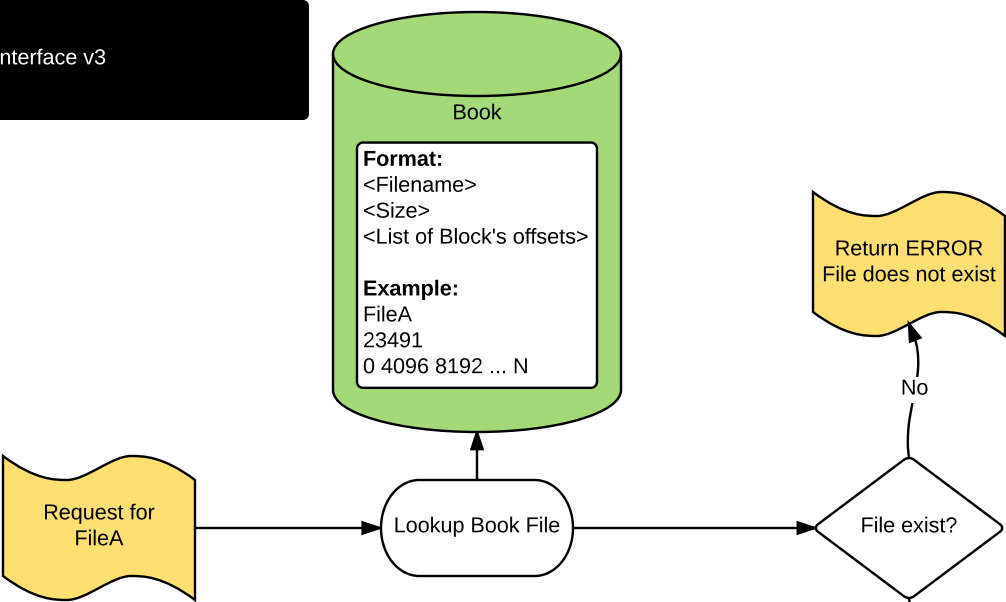 nterface v3
Book
Format:
<Filename>
<Size>
<List of Block's offsets>
Example:
FileA
23491
0 4096 8192 ... N
Return ERROR
File does not exist
No
Request for
FileA
Lookup Book File
File exist?